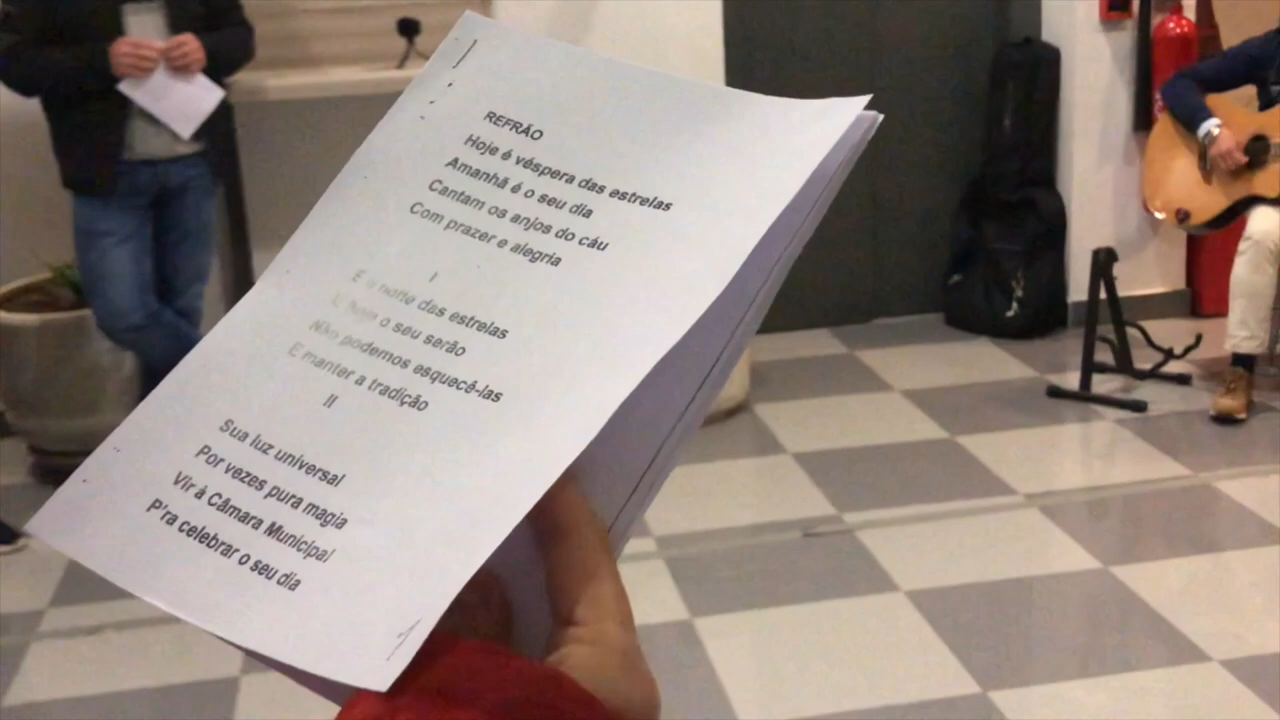 REFRÃO
Hoje é véspera das estrelas
Amanhã é o seu dia
Cantam os anjos do cáu
Com prazer e alegria
I
É a noite das estrelas
E hoje o seu serão
Não podemos esquecê-las
E manter a tradição
II
Sua luz universal
Por vezes pura magia
Vir à Câmara Municipal
P'ra celebrar o seu dia